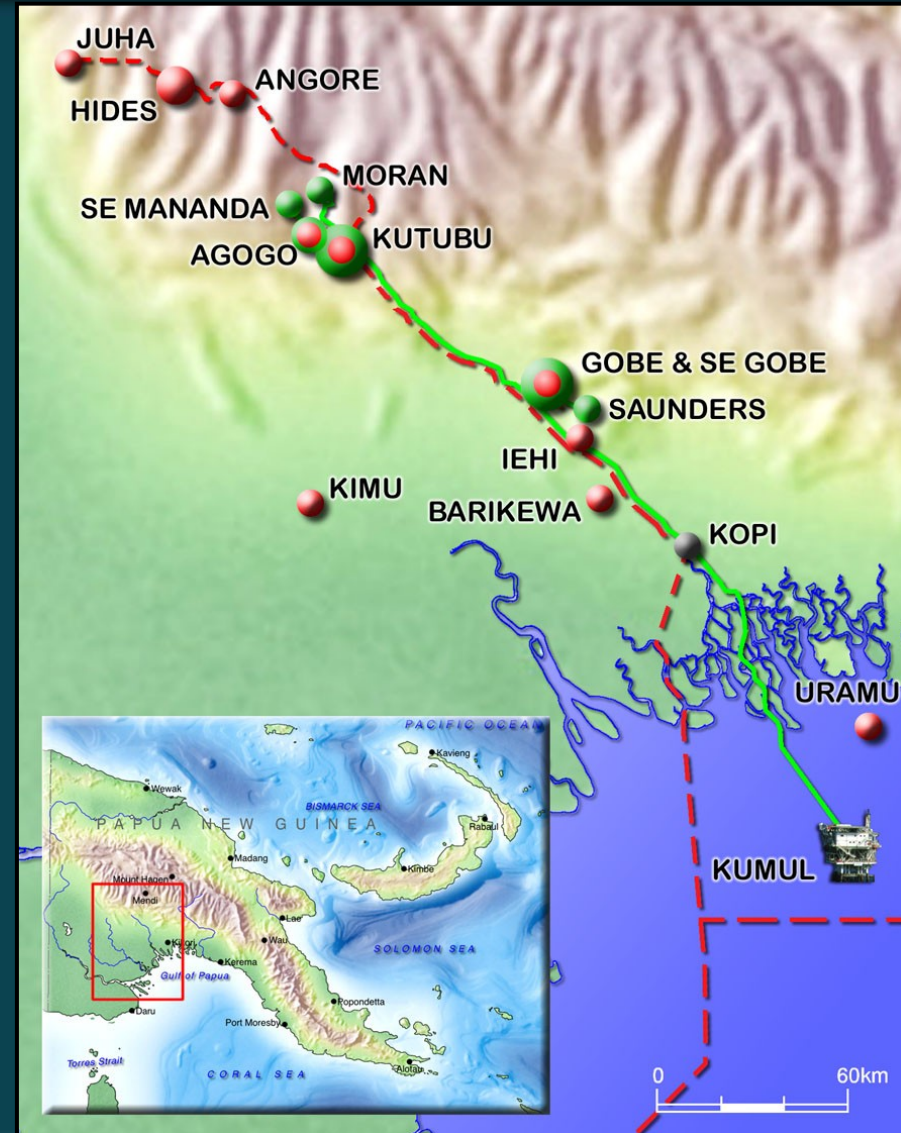 JUHA
ANGORE
HIDES
MORAN
SE MANANDA
KUTUBU
AGOGO
GOBE & SE GOBE
SAUNDERS
IEHI
KIMU
BARIKEWA
KOPI
URAMU
KUMUL
0 60km
PACIFIC OCEAN
Kavieng
Wewak
BISMARCK SEA
PAPUA NEW GUINEA
Rabaul
Madang
Kimbe
Mount Hagen
Mendi
Lae
Kikori
Wau
SOLOMON SEA
Kerema
Gulf of Papua
Popondetta
Daru
Port Moresby
Torres Strait
CORAL SEA
Alotau